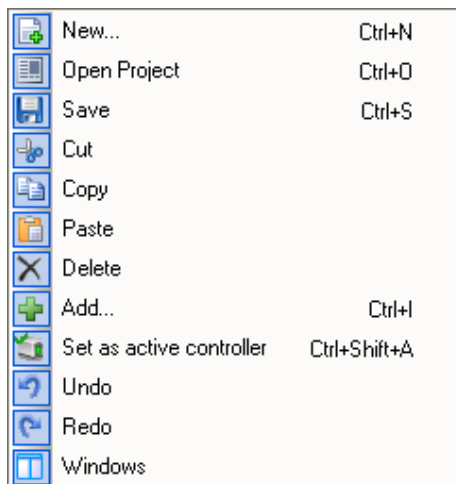 New... Ctrl+N
Open Project Ctrl+O
Save Ctrl+S
Cut
Copy
Paste
Delete
Add... Ctrl+I
Set as active controller Ctrl+Shift+A
Undo
Redo
Windows